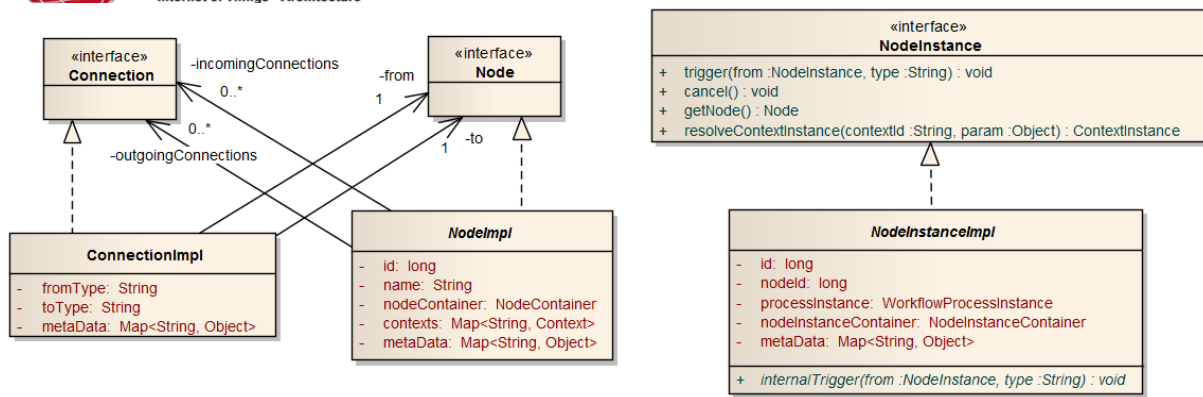 «interface»
Connection
-incomingConnections
0..*
0..*
-outgoingConnections
-from
1
«interface»
Node
-to
1
ConnectionImpl
- fromType: String
- toType: String
- metaData: Map<String, Object>
NodeImpl
- id: long
- name: String
- nodeContainer: NodeContainer
- contexts: Map<String, Context>
- metaData: Map<String, Object>
«interface»
NodeInstance
+ trigger(from :NodeInstance, type :String) : void
+ cancel() : void
+ getNode() : Node
+ resolveContextInstance(contextId :String, param :Object) : ContextInstance
NodeInstanceImpl
- id: long
- nodeId: long
- processInstance: WorkflowProcessInstance
- nodeInstanceContainer: NodeInstanceContainer
- metaData: Map<String, Object>
+ internalTrigger(from :NodeInstance, type :String) : void